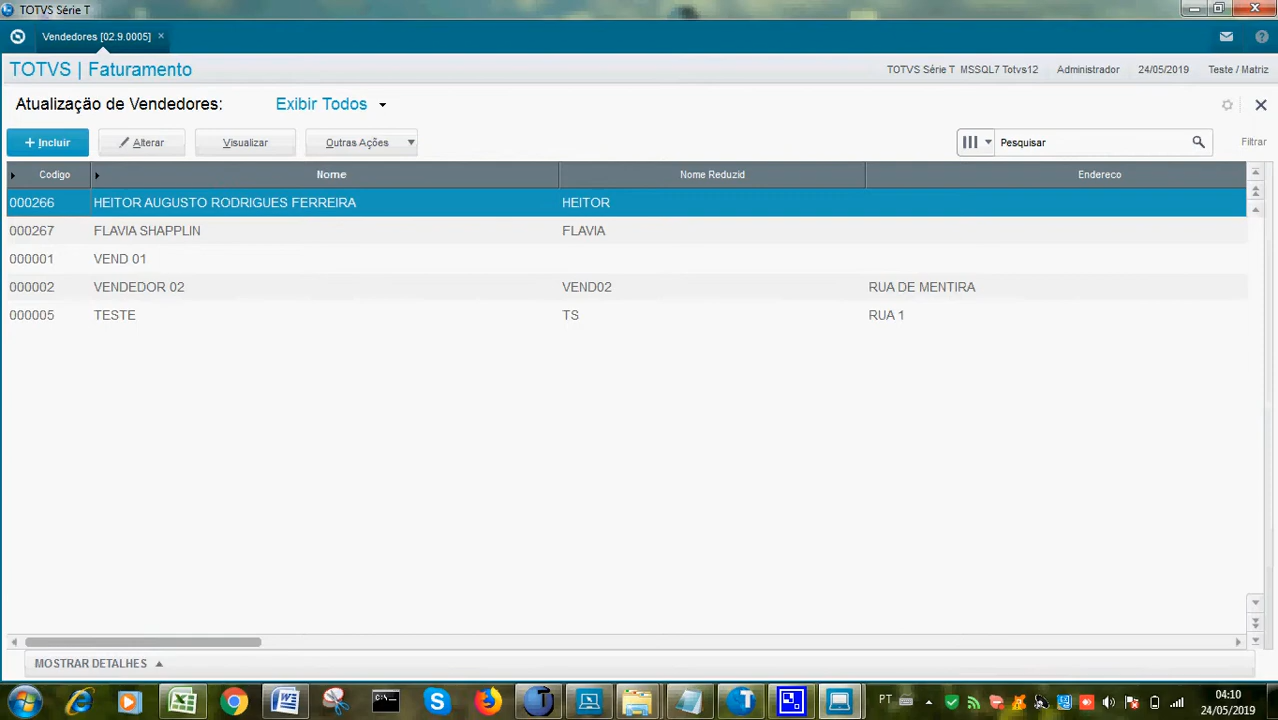 TOTVS Série T
Vendedores [02.9.0005] ×
TOTVS | Faturamento
TOTVS Série T MSSQL7 Totvs12 Administrador 24/05/2019 Teste / Matriz
Atualização de Vendedores: Exibir Todos
+ Incluir Alterar Visualizar Outras Ações Pesquisar Filtrar
Codigo Nome Nome Reduzid Endereco
000266 HEITOR AUGUSTO RODRIGUES FERREIRA HEITOR
000267 FLAVIA SHAPPLIN FLAVIA
000001 VEND 01
000002 VENDEDOR 02 VEND02 RUA DE MENTIRA
000005 TESTE TS RUA 1
MOSTRAR DETALHES
PT 04:10
24/05/2019